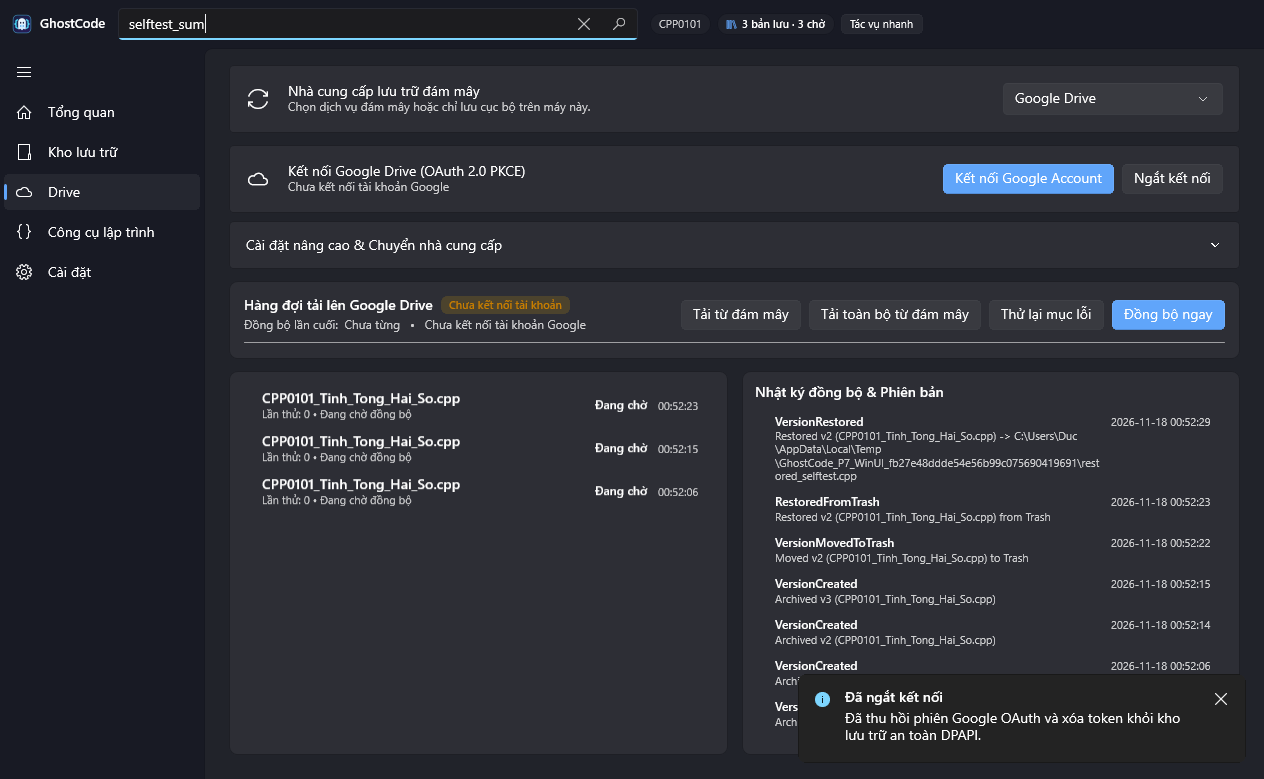 GhostCode
selftest_sum
CPP0101
3 bản lưu · 3 chờ
Tác vụ nhanh
Tổng quan
Kho lưu trữ
Drive
Công cụ lập trình
Cài đặt
Nhà cung cấp lưu trữ đám mây
Chọn dịch vụ đám mây hoặc chỉ lưu cục bộ trên máy này.
Google Drive
Kết nối Google Drive (OAuth 2.0 PKCE)
Chưa kết nối tài khoản Google
Kết nối Google Account
Ngắt kết nối
Cài đặt nâng cao & Chuyển nhà cung cấp
Hàng đợi tải lên Google Drive
Chưa kết nối tài khoản
Đồng bộ lần cuối: Chưa từng • Chưa kết nối tài khoản Google
Tải từ đám mây
Tải toàn bộ từ đám mây
Thử lại mục lỗi
Đồng bộ ngay
CPP0101_Tinh_Tong_Hai_So.cpp
Lần thử: 0 • Đang chờ đồng bộ
Đang chờ 00:52:23
CPP0101_Tinh_Tong_Hai_So.cpp
Lần thử: 0 • Đang chờ đồng bộ
Đang chờ 00:52:15
CPP0101_Tinh_Tong_Hai_So.cpp
Lần thử: 0 • Đang chờ đồng bộ
Đang chờ 00:52:06
Nhật ký đồng bộ & Phiên bản
VersionRestored 2026-11-18 00:52:29
Restored v2 (CPP0101_Tinh_Tong_Hai_So.cpp) -> C:\Users\Duc
\AppData\Local\Temp
\GhostCode_P7_WinUI_fb27e48ddde54e56b99c075690419691\rest
ored_selftest.cpp
RestoredFromTrash 2026-11-18 00:52:23
Restored v2 (CPP0101_Tinh_Tong_Hai_So.cpp) from Trash
VersionMovedToTrash 2026-11-18 00:52:22
Moved v2 (CPP0101_Tinh_Tong_Hai_So.cpp) to Trash
VersionCreated 2026-11-18 00:52:15
Archived v3 (CPP0101_Tinh_Tong_Hai_So.cpp)
VersionCreated 2026-11-18 00:52:14
Archived v2 (CPP0101_Tinh_Tong_Hai_So.cpp)
VersionCreated 2026-11-18 00:52:06
Đã ngắt kết nối
Đã thu hồi phiên Google OAuth và xóa token khỏi kho
lưu trữ an toàn DPAPI.